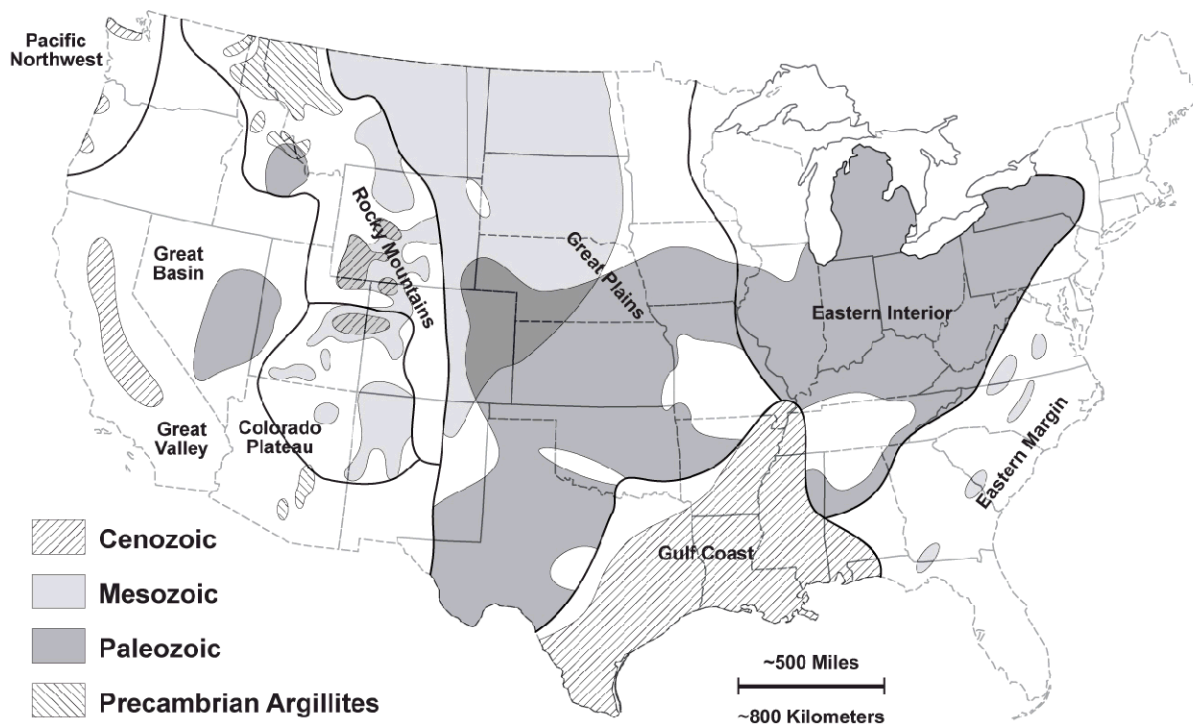 Pacific
Northwest
Rocky Mountains
Great
Basin
Great Plains
Eastern Interior
Great
Valley
Colorado
Plateau
Eastern Margin
Gulf Coast
Cenozoic
Mesozoic
Paleozoic
Precambrian Argillites
~500 Miles
~800 Kilometers